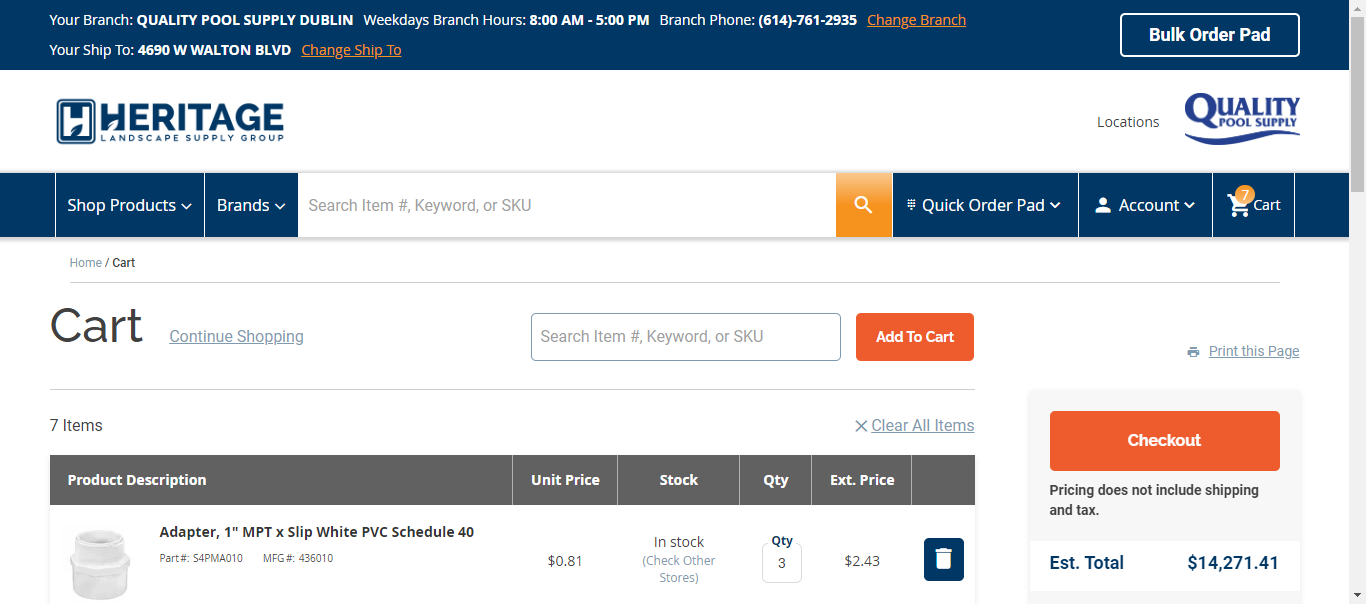 Your Branch: QUALITY POOL SUPPLY DUBLIN Weekdays Branch Hours: 8:00 AM - 5:00 PM Branch Phone: (614)-761-2935 Change Branch
Your Ship To: 4690 W WALTON BLVD Change Ship To
Bulk Order Pad
HERITAGE
LANDSCAPE SUPPLY GROUP
Locations
QUALITY
POOL SUPPLY
Shop Products
Brands
Search Item #, Keyword, or SKU
Quick Order Pad
Account
7
Cart
Home / Cart
Cart
Continue Shopping
Search Item #, Keyword, or SKU
Add To Cart
Print this Page
7 Items
Clear All Items
Product Description Unit Price Stock Qty Ext. Price
Adapter, 1" MPT x Slip White PVC Schedule 40
Part#: S4PMA010 MFG#: 436010
$0.81
In stock
(Check Other
Stores)
Qty
3
$2.43
Checkout
Pricing does not include shipping
and tax.
Est. Total $14,271.41